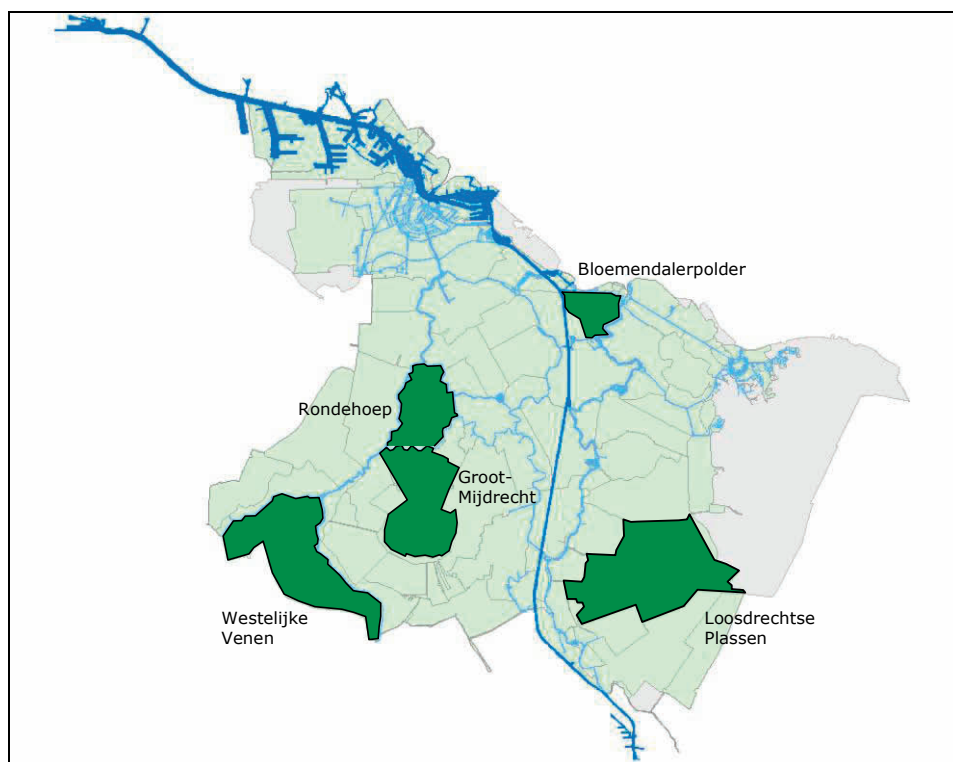 Bloemendalerpolder
Rondehoep
Groot-
Mijdrecht
Westelijke
Venen
Loosdrechtse
Plassen